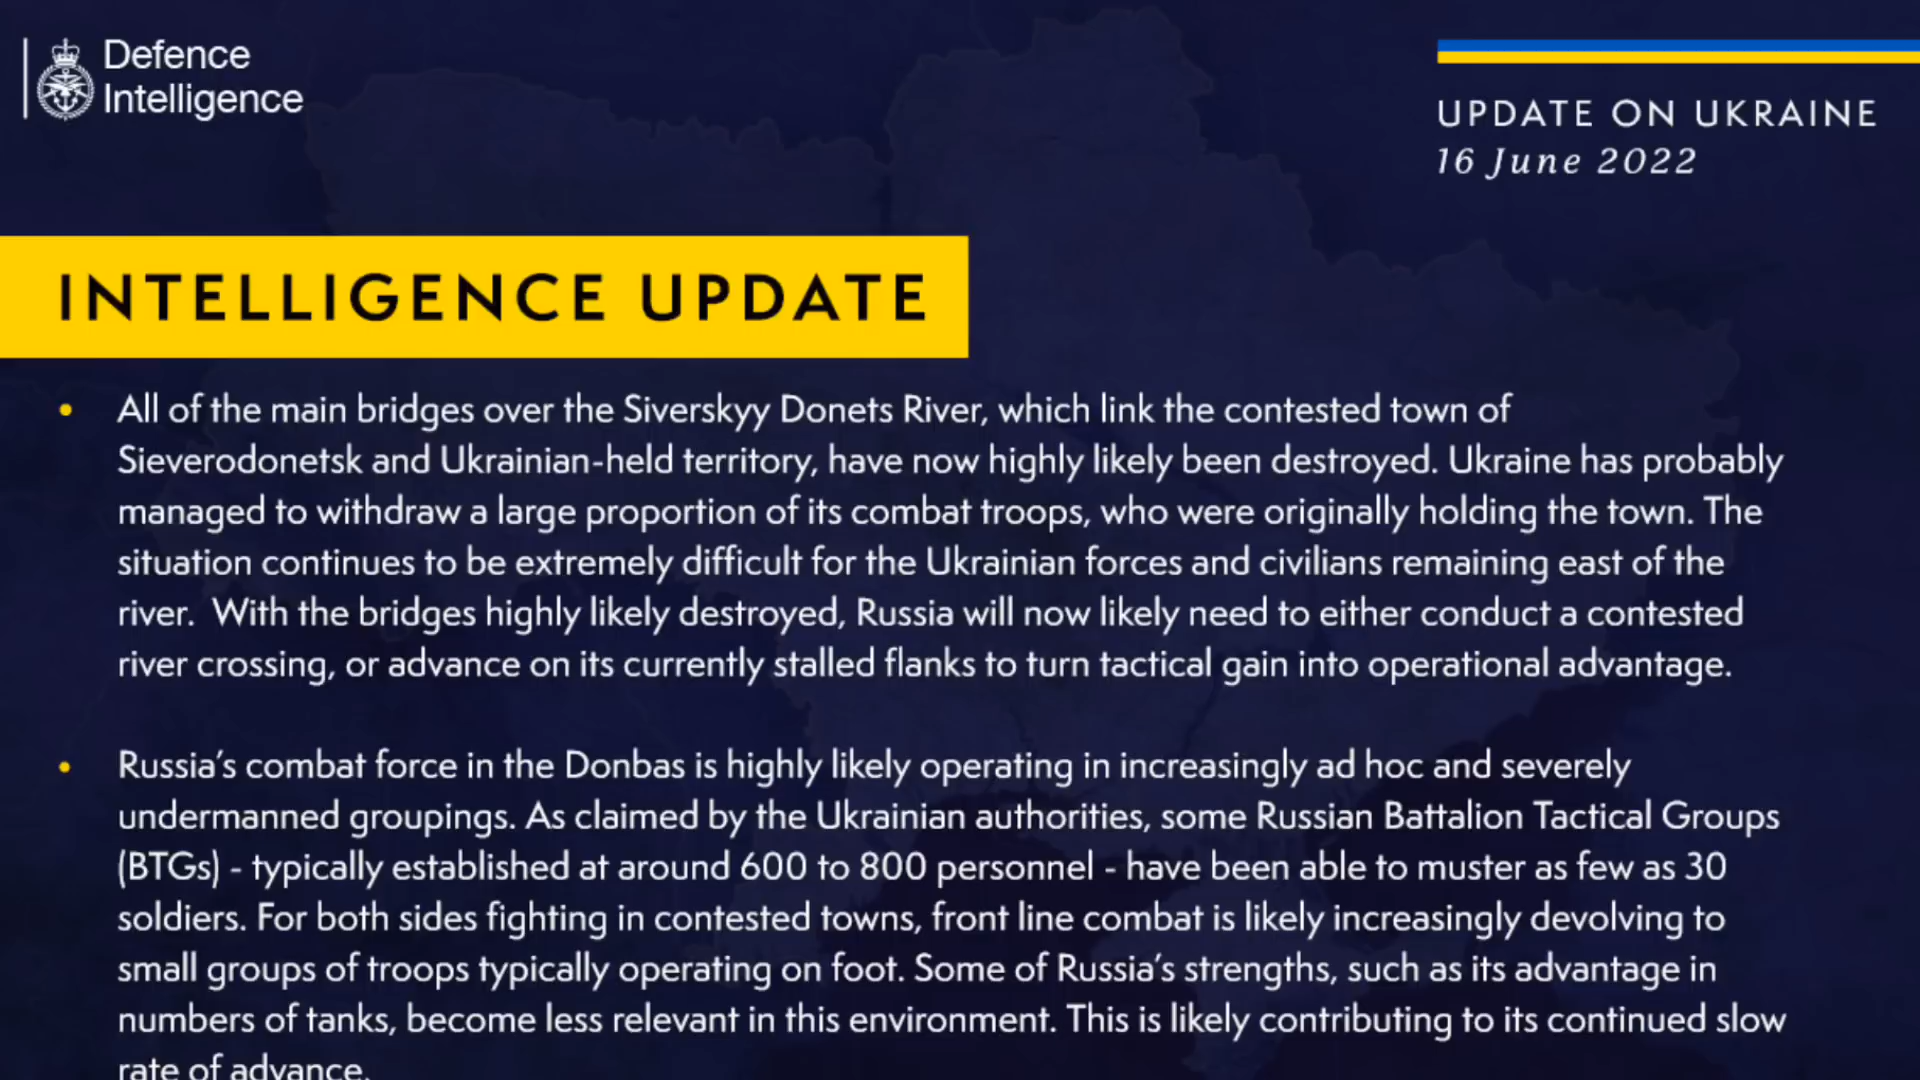 Defence
Intelligence
UPDATE ON UKRAINE
16 June 2022
INTELLIGENCE UPDATE
• All of the main bridges over the Siverskyy Donets River, which link the contested town of
Sieverodonetsk and Ukrainian-held territory, have now highly likely been destroyed. Ukraine has probably
managed to withdraw a large proportion of its combat troops, who were originally holding the town. The
situation continues to be extremely difficult for the Ukrainian forces and civilians remaining east of the
river.  With the bridges highly likely destroyed, Russia will now likely need to either conduct a contested
river crossing, or advance on its currently stalled flanks to turn tactical gain into operational advantage.
• Russia’s combat force in the Donbas is highly likely operating in increasingly ad hoc and severely
undermanned groupings. As claimed by the Ukrainian authorities, some Russian Battalion Tactical Groups
(BTGs) - typically established at around 600 to 800 personnel - have been able to muster as few as 30
soldiers. For both sides fighting in contested towns, front line combat is likely increasingly devolving to
small groups of troops typically operating on foot. Some of Russia’s strengths, such as its advantage in
numbers of tanks, become less relevant in this environment. This is likely contributing to its continued slow
rate of advance.